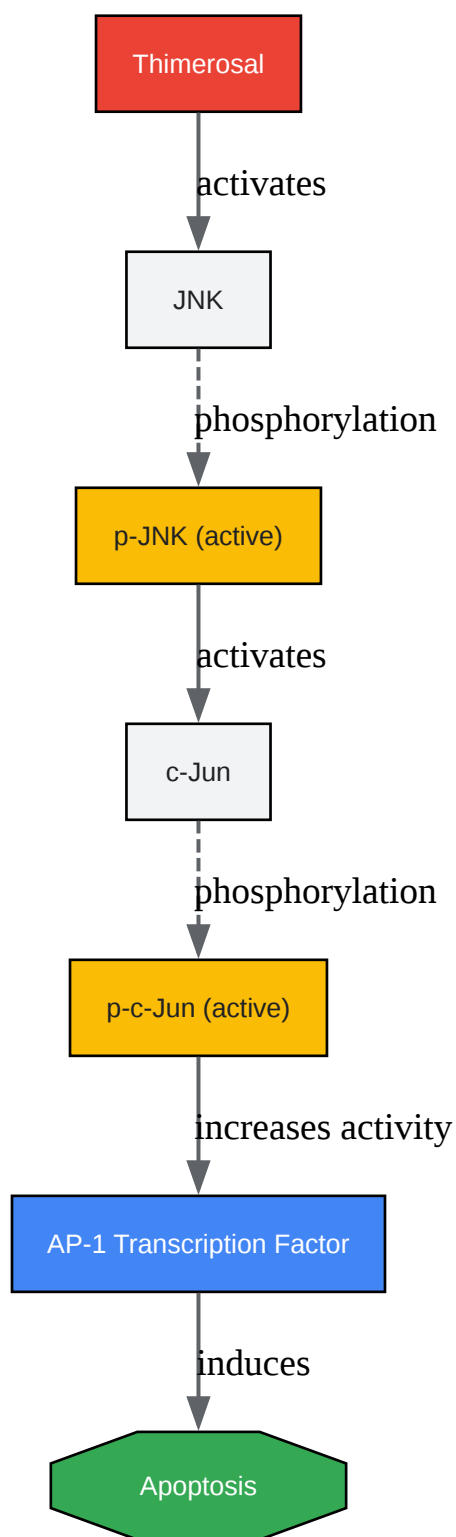 Thimerosal
activates
JNK
phosphorylation
p-JNK (active)
activates
c-Jun
phosphorylation
p-c-Jun (active)
increases activity
AP-1 Transcription Factor
induces
Apoptosis